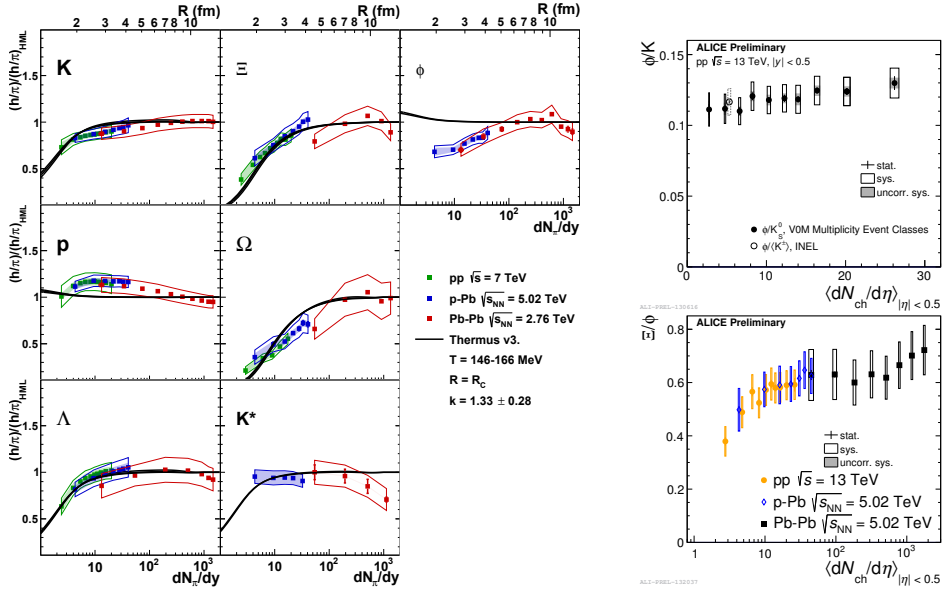 R (fm)
R (fm)
R (fm)
2 3 4 5 6 7 8 10
2 3 4 5 6 7 8 10
2 3 4 5 6 7 8 10
(h/π)/(h/π)HML
K
Ξ
ϕ
1
0.5
10 10² 10³
dNπ/dy
(h/π)/(h/π)HML
p
Ω
1.5
1
0.5
pp √s = 7 TeV
p-Pb √sNN = 5.02 TeV
Pb-Pb √sNN = 2.76 TeV
Thermus v3.
T = 146-166 MeV
R = RC
k = 1.33 ± 0.28
(h/π)/(h/π)HML
Λ
K*
1.5
1
0.5
10 10² 10³
10 10² 10³
dNπ/dy
dNπ/dy
ϕ/K
0.15
0.1
0.05
0
ALICE Preliminary
pp √s = 13 TeV, |y| < 0.5
stat.
sys.
uncorr. sys.
ϕ/K⁰S, V0M Multiplicity Event Classes
ϕ/⟨K±⟩, INEL
0 10 20 30
⟨dNch/dη⟩|η| < 0.5
ALI-PREL-130616
Ξ/ϕ
0.8
0.6
0.4
0.2
0
ALICE Preliminary
stat.
sys.
uncorr. sys.
pp √s = 13 TeV
p-Pb √sNN = 5.02 TeV
Pb-Pb √sNN = 5.02 TeV
1 10 10² 10³
⟨dNch/dη⟩|η| < 0.5
ALI-PREL-132037